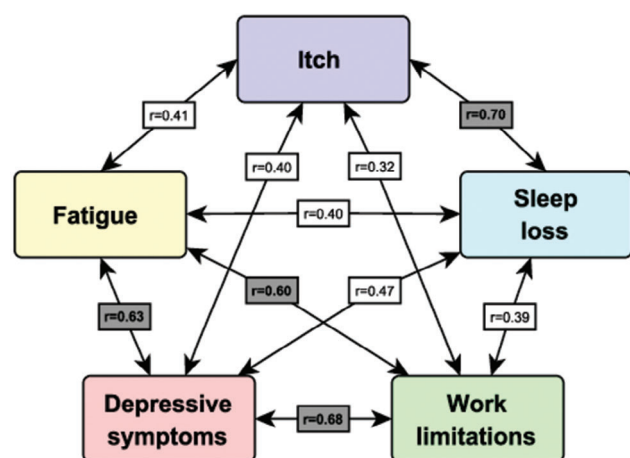 Itch
r=0.41
r=0.70
r=0.40
r=0.32
Fatigue
r=0.40
Sleep
loss
r=0.63
r=0.60
r=0.47
r=0.39
Depressive
symptoms
r=0.68
Work
limitations